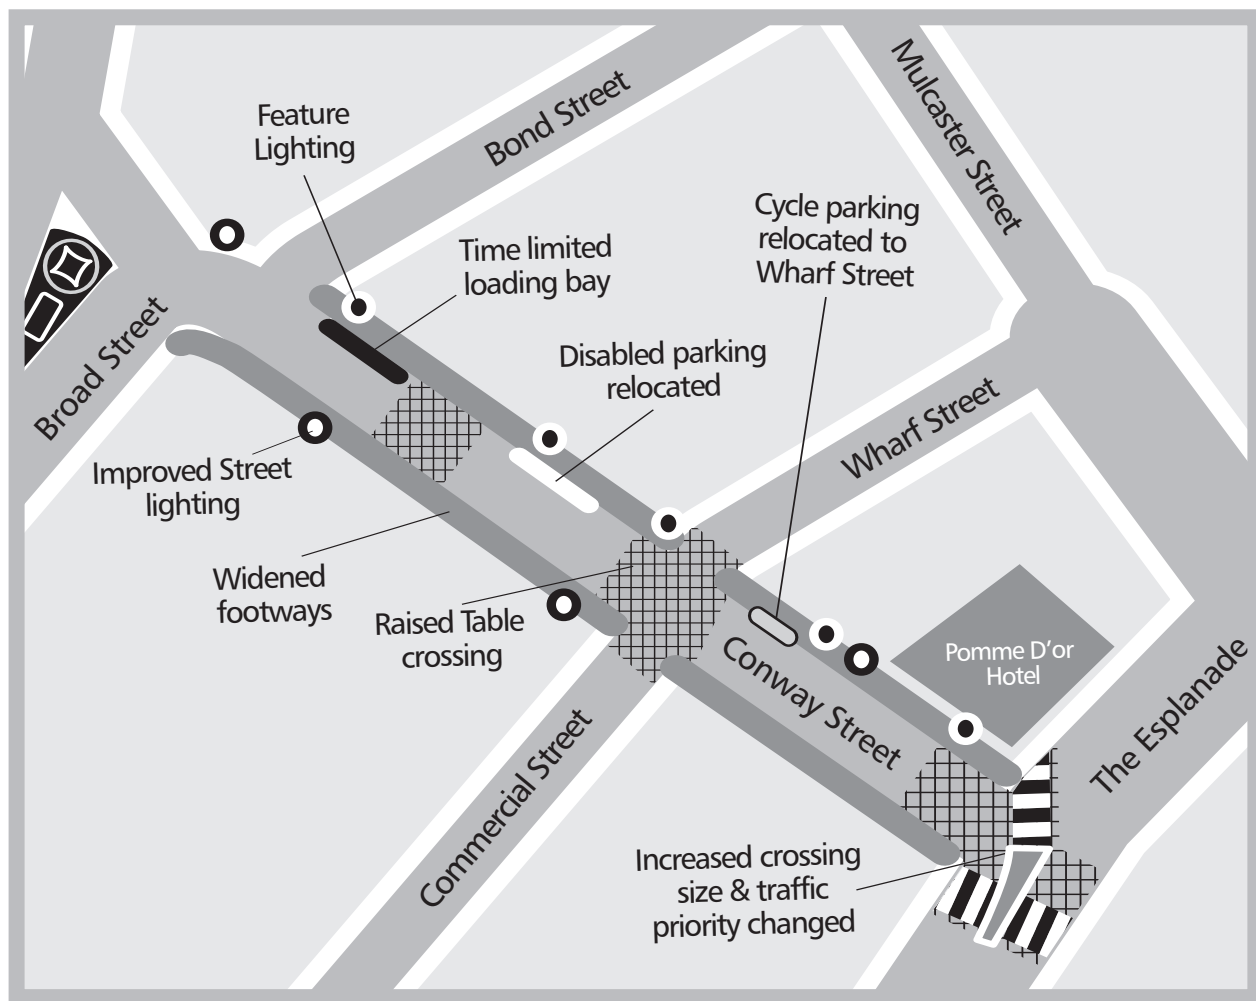 Mulcaster Street
Bond Street
Feature
Lighting
Cycle parking
relocated to
Wharf Street
Time limited
loading bay
Broad Street
Disabled parking
relocated
Wharf Street
Improved Street
lighting
Widened
footways
Raised Table
crossing
Pomme D'or
Hotel
Conway Street
The Esplanade
Commercial Street
Increased crossing
size & traffic
priority changed